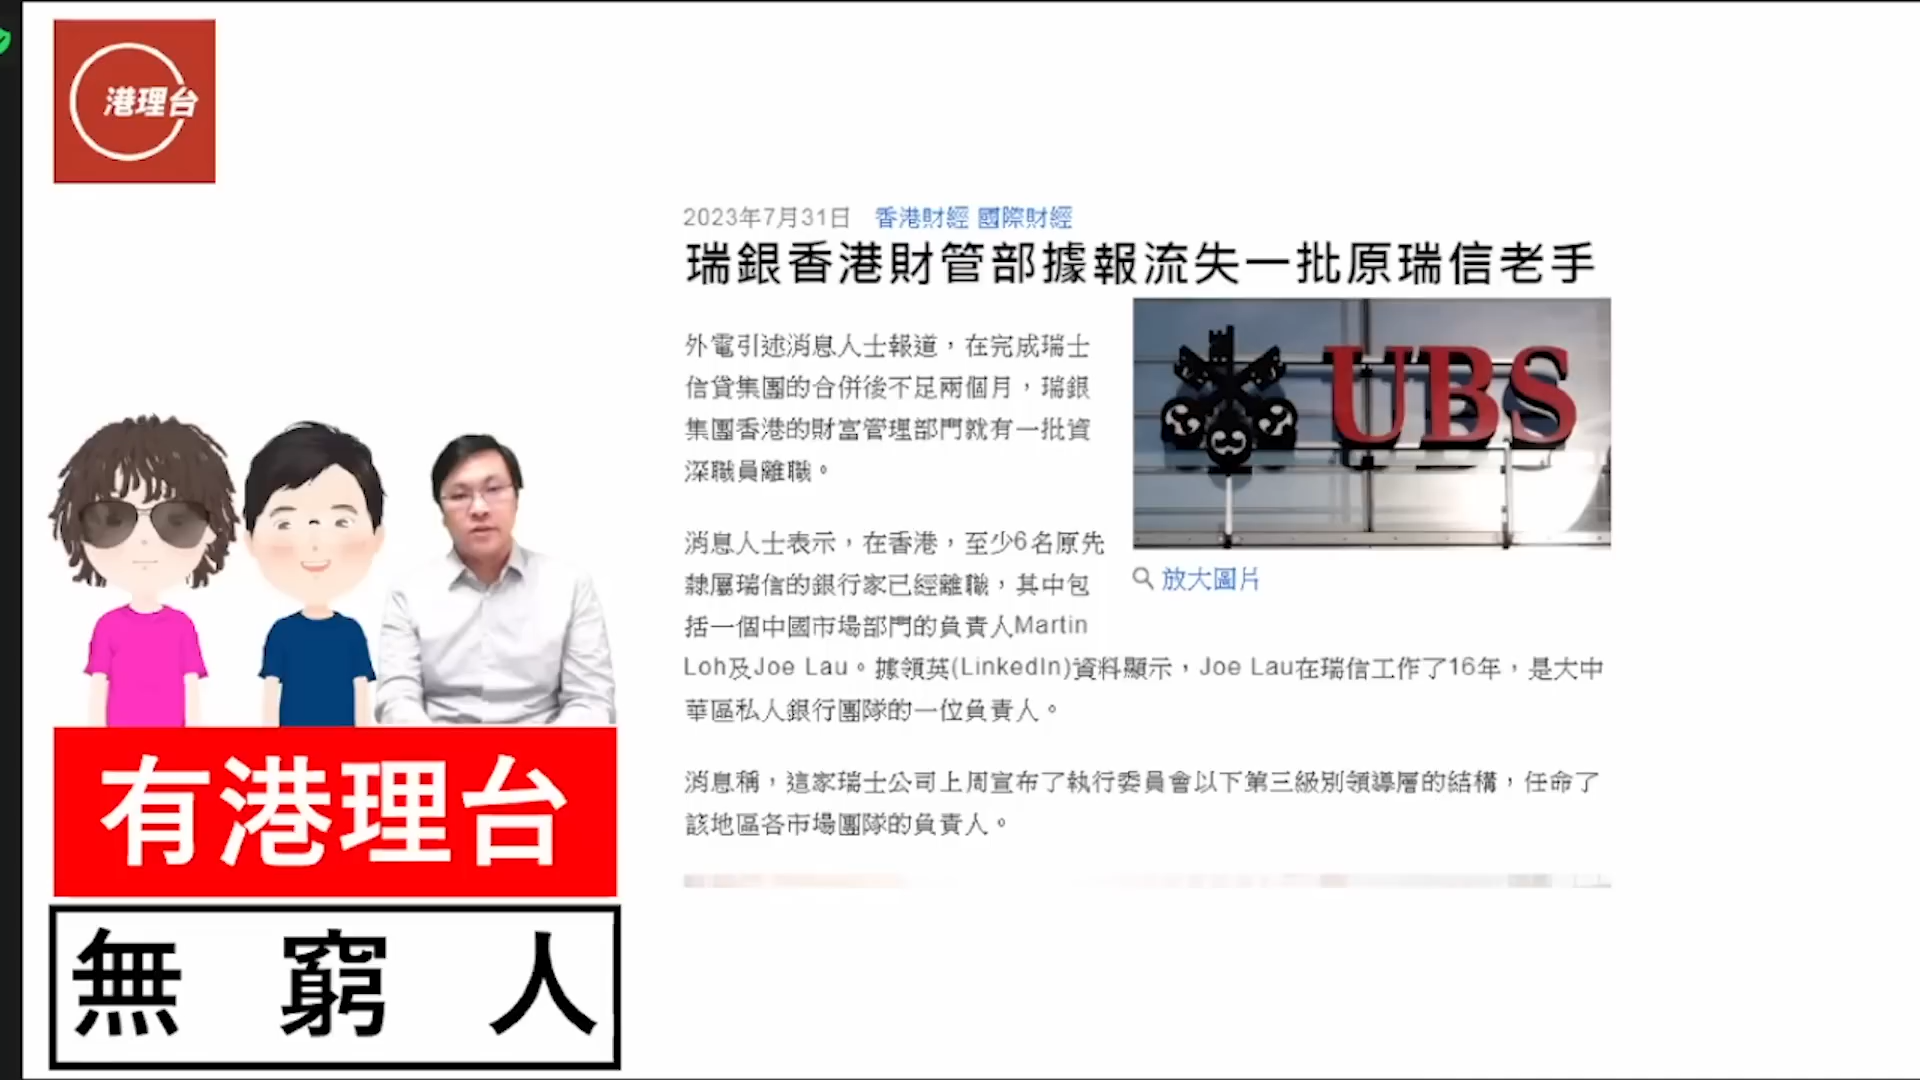 港理台
2023年7月31日 香港財經 國際財經
瑞銀香港財管部據報流失一批原瑞信老手
外電引述消息人士報道，在完成瑞士
信貸集團的合併後不足兩個月，瑞銀
集團香港的財富管理部門就有一批資
深職員離職。
UBS
放大圖片
消息人士表示，在香港，至少6名原先
隸屬瑞信的銀行家已經離職，其中包
括一個中國市場部門的負責人Martin
Loh及Joe Lau。據領英(LinkedIn)資料顯示，Joe Lau在瑞信工作了16年，是大中
華區私人銀行團隊的一位負責人。
消息稱，這家瑞士公司上周宣布了執行委員會以下第三級別領導層的結構，任命了
該地區各市場團隊的負責人。
有港理台
無窮人